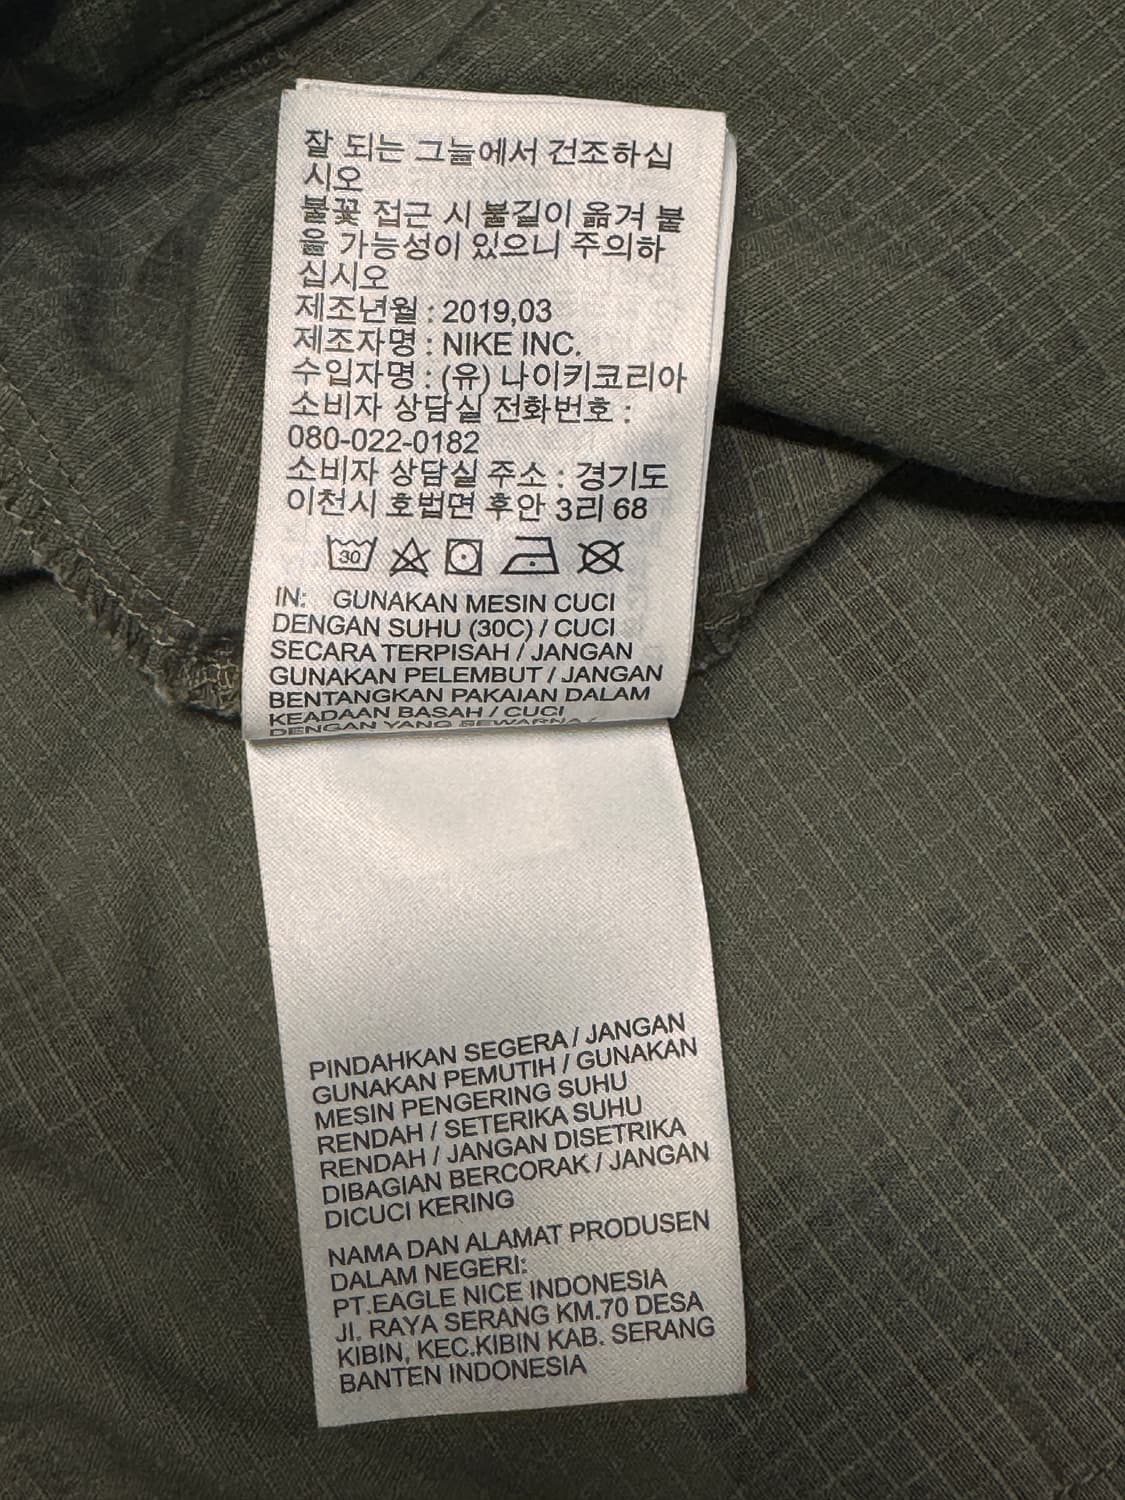 잘 되는 그늘에서 건조하십
시오
불꽃 접근 시 불길이 옮겨 붙
을 가능성이 있으니 주의하
십시오
제조년월 : 2019,03
제조자명 : NIKE INC.
수입자명 : (유) 나이키코리아
소비자 상담실 전화번호 :
080-022-0182
소비자 상담실 주소 : 경기도
이천시 호법면 후안 3리 68
30
IN: GUNAKAN MESIN CUCI
DENGAN SUHU (30C) / CUCI
SECARA TERPISAH / JANGAN
GUNAKAN PELEMBUT / JANGAN
BENTANGKAN PAKAIAN DALAM
KEADAAN BASAH / CUCI
DENGAN YANG SEWARNA /
PINDAHKAN SEGERA / JANGAN
GUNAKAN PEMUTIH / GUNAKAN
MESIN PENGERING SUHU
RENDAH / SETERIKA SUHU
RENDAH / JANGAN DISETRIKA
DIBAGIAN BERCORAK / JANGAN
DICUCI KERING
NAMA DAN ALAMAT PRODUSEN
DALAM NEGERI:
PT.EAGLE NICE INDONESIA
Jl. RAYA SERANG KM.70 DESA
KIBIN, KEC.KIBIN KAB. SERANG
BANTEN INDONESIA